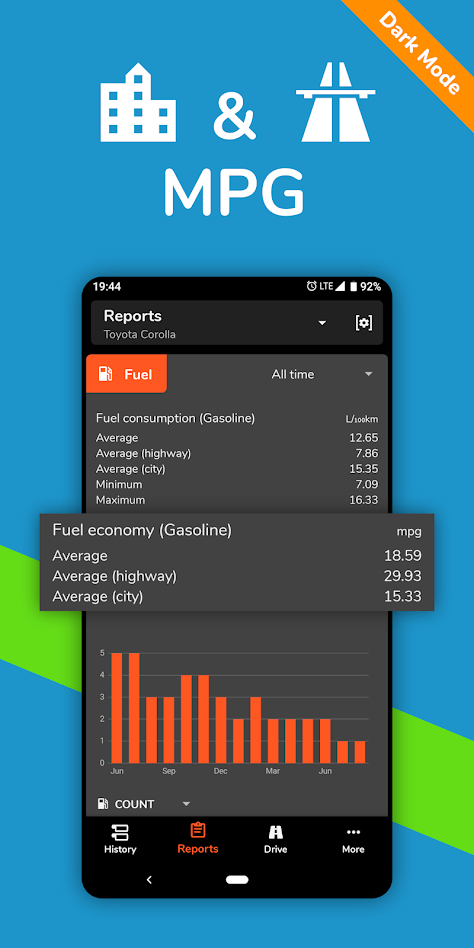 Dark Mode
&
MPG
19:44 LTE 92%
Reports
Toyota Corolla
Fuel All time
Fuel consumption (Gasoline) L/100km
Average 12.65
Average (highway) 7.86
Average (city) 15.35
Minimum 7.09
Maximum 16.33
Fuel economy (Gasoline) mpg
Average 18.59
Average (highway) 29.93
Average (city) 15.33
5
4
3
2
1
0
Jun Sep Dec Mar Jun
COUNT
History Reports Drive More